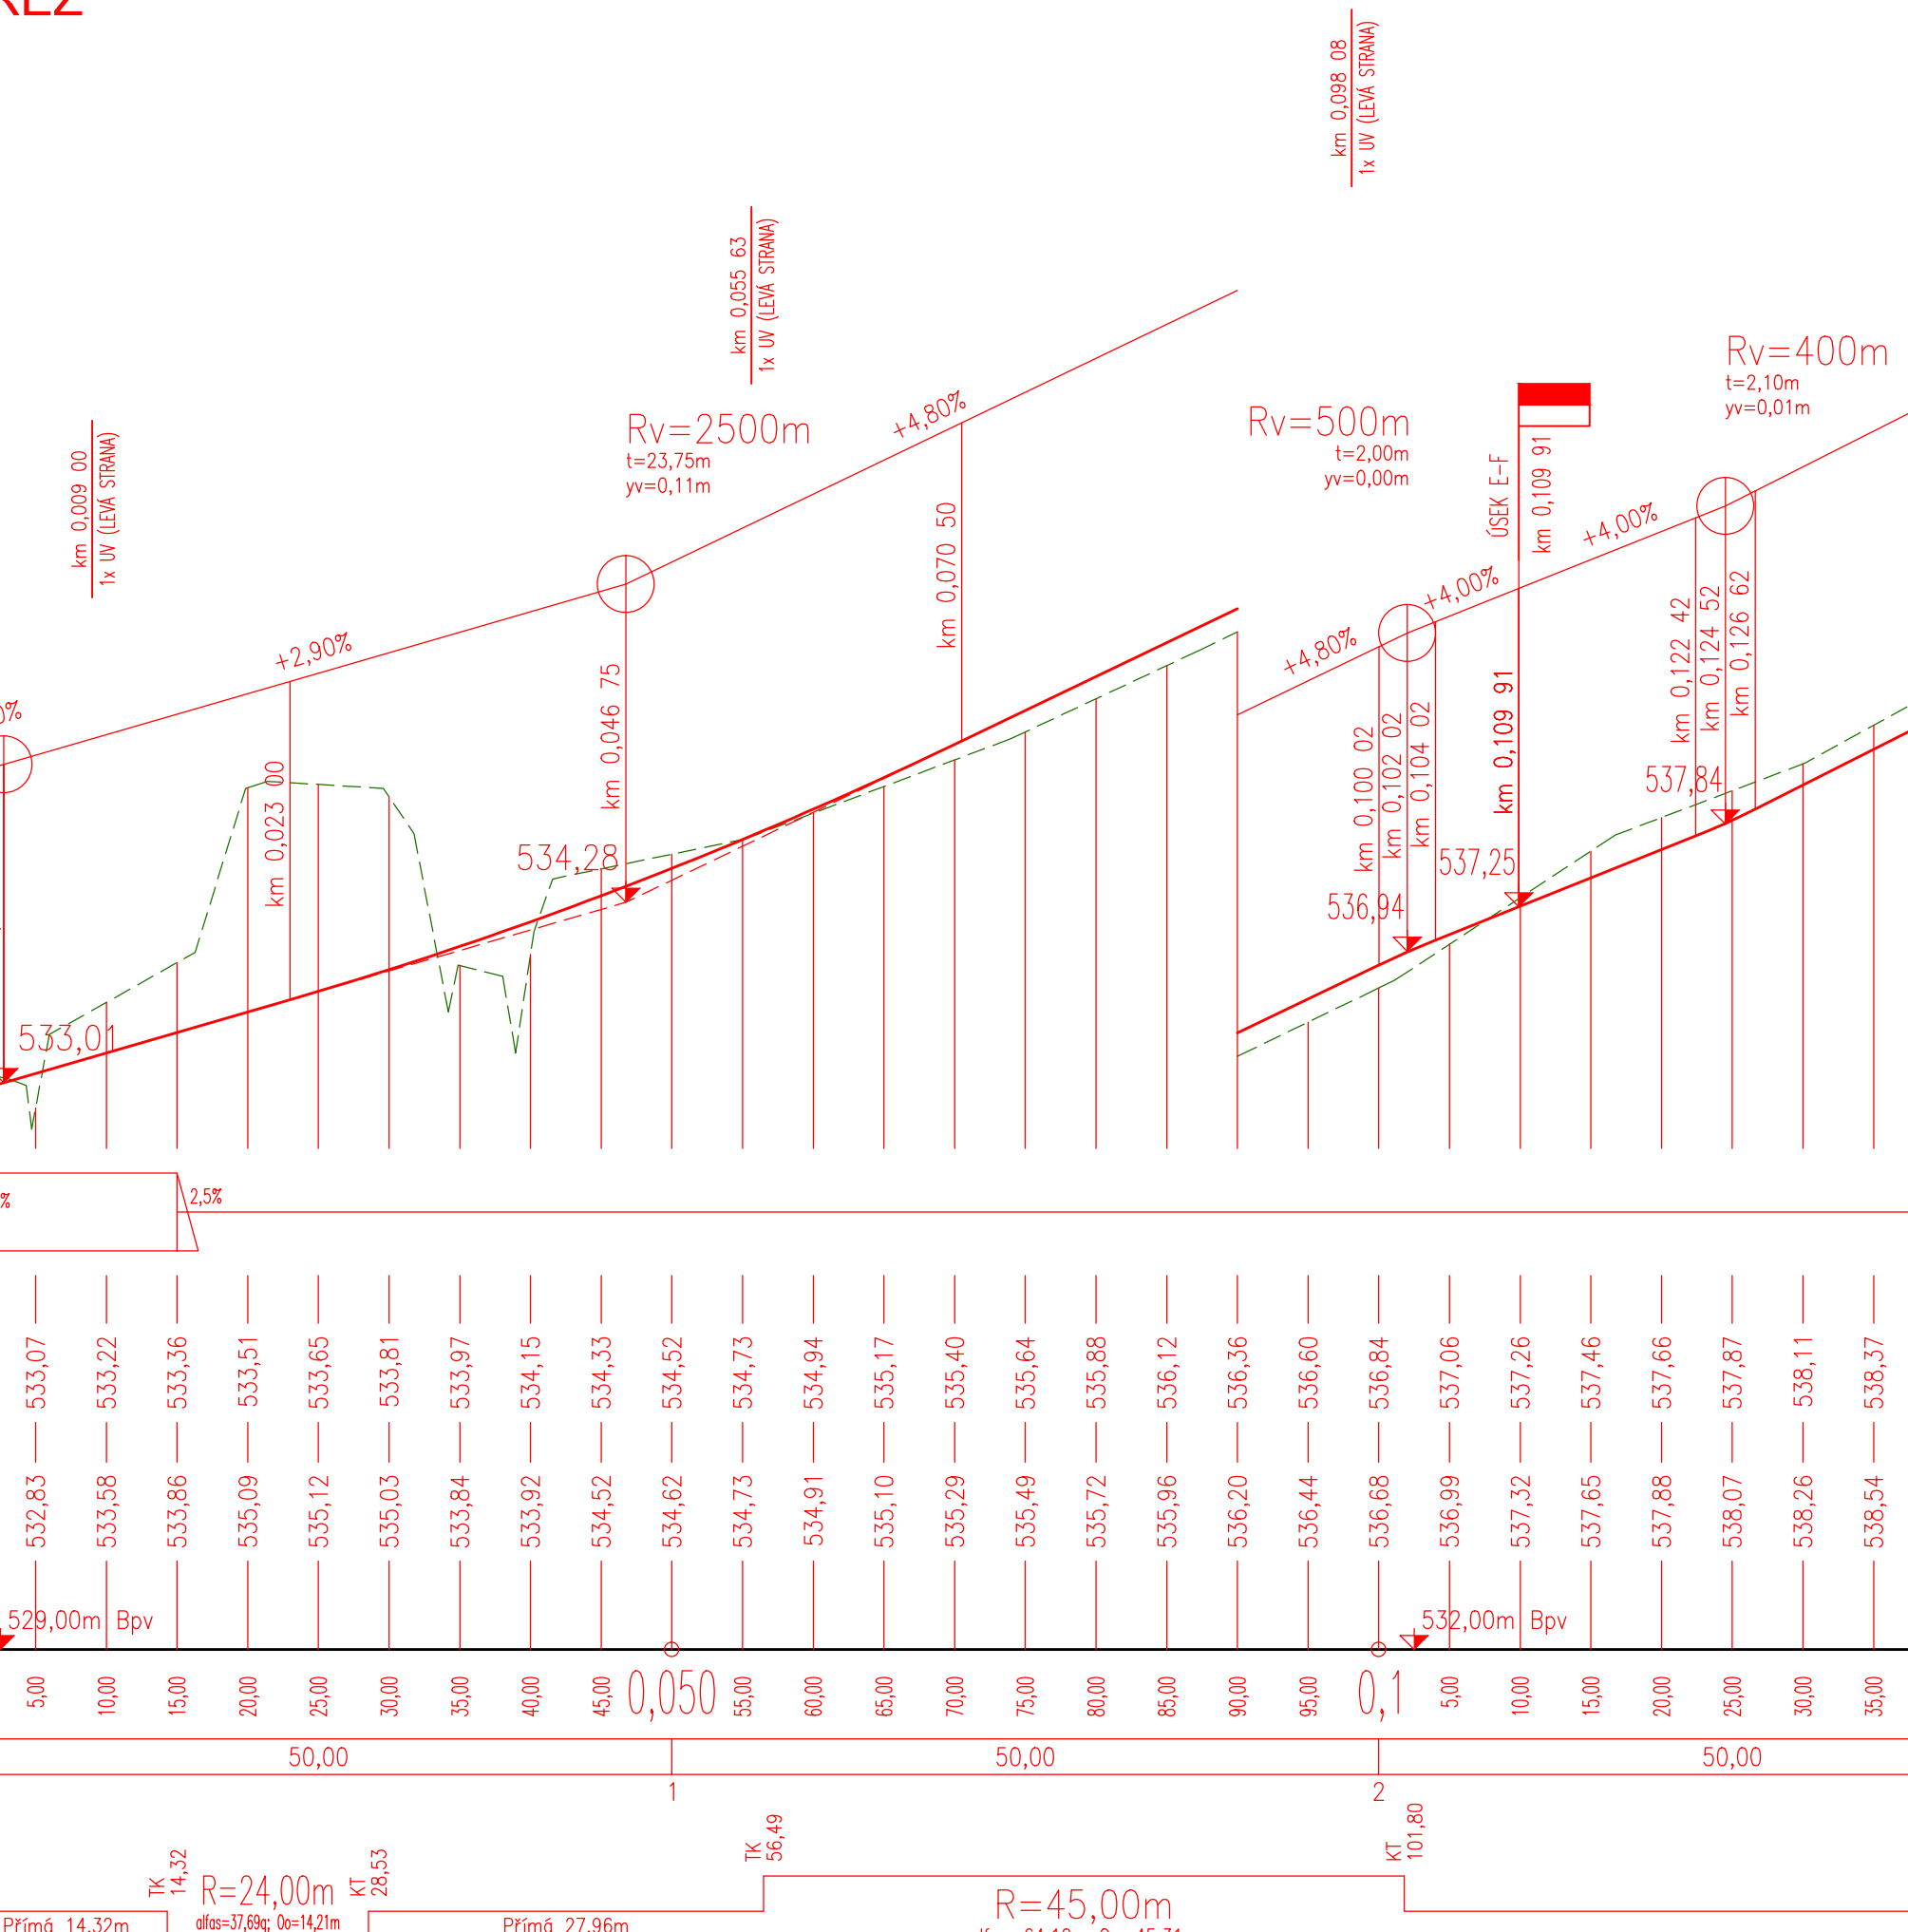 km 0,098 08
1x UV (LEVÁ STRANA)
km 0,055 63
1x UV (LEVÁ STRANA)
km 0,009 00
1x UV (LEVÁ STRANA)
Rv=2500m
t=23,75m
yv=0,11m
+4,80%
Rv=500m
t=2,00m
yv=0,00m
ÚSEK E-F
km 0,109 91
Rv=400m
t=2,10m
yv=0,01m
+2,90%
+4,80%
+4,00%
+4,00%
km 0,023 00
km 0,046 75
km 0,070 50
km 0,100 02
km 0,102 02
km 0,104 02
km 0,109 91
km 0,122 42
km 0,124 52
km 0,126 62
533,01
534,28
536,94
537,25
537,84
2,5%
533,07 533,22 533,36 533,51 533,65 533,81 533,97 534,15 534,33 534,52 534,73 534,94 535,17 535,40 535,64 535,88 536,12 536,36 536,60 536,84 537,06 537,26 537,46 537,66 537,87 538,11 538,37
532,83 533,58 533,86 535,09 535,12 535,03 533,84 533,92 534,52 534,62 534,73 534,91 535,10 535,29 535,49 535,72 535,96 536,20 536,44 536,68 536,99 537,32 537,65 537,88 538,07 538,26 538,54
529,00m Bpv
532,00m Bpv
5,00 10,00 15,00 20,00 25,00 30,00 35,00 40,00 45,00 0,050 55,00 60,00 65,00 70,00 75,00 80,00 85,00 90,00 95,00 0,1 5,00 10,00 15,00 20,00 25,00 30,00 35,00
50,00 50,00 50,00
1 2
TK
14,32
R=24,00m
alfas=37,69g; Oo=14,21m
KT
28,53
TK
56,49
R=45,00m
KT
101,80
Přímá 14,32m
Přímá 27,96m